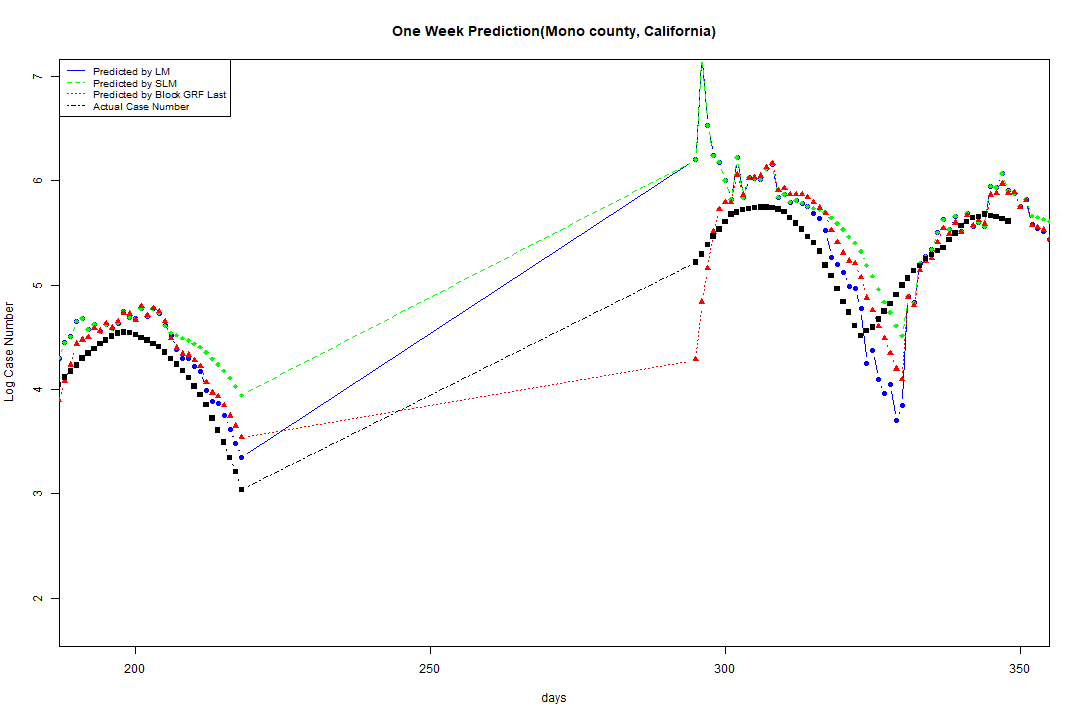 One Week Prediction(Mono county, California)
Predicted by LM
Predicted by SLM
Predicted by Block GRF Last
Actual Case Number
7
6
5
4
3
2
Log Case Number
200
250
300
350
days